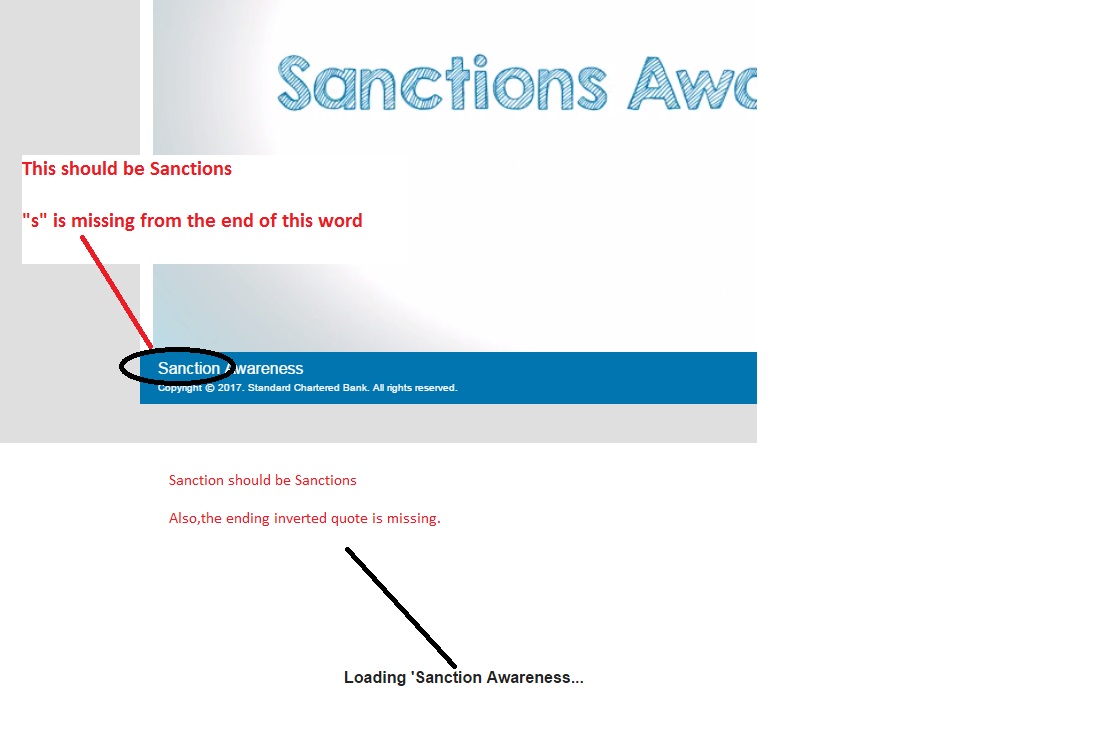 Sanctions Awa
This should be Sanctions
"s" is missing from the end of this word
Sanction Awareness
Copyright © 2017. Standard Chartered Bank. All rights reserved.
Sanction should be Sanctions
Also,the ending inverted quote is missing.
Loading 'Sanction Awareness...